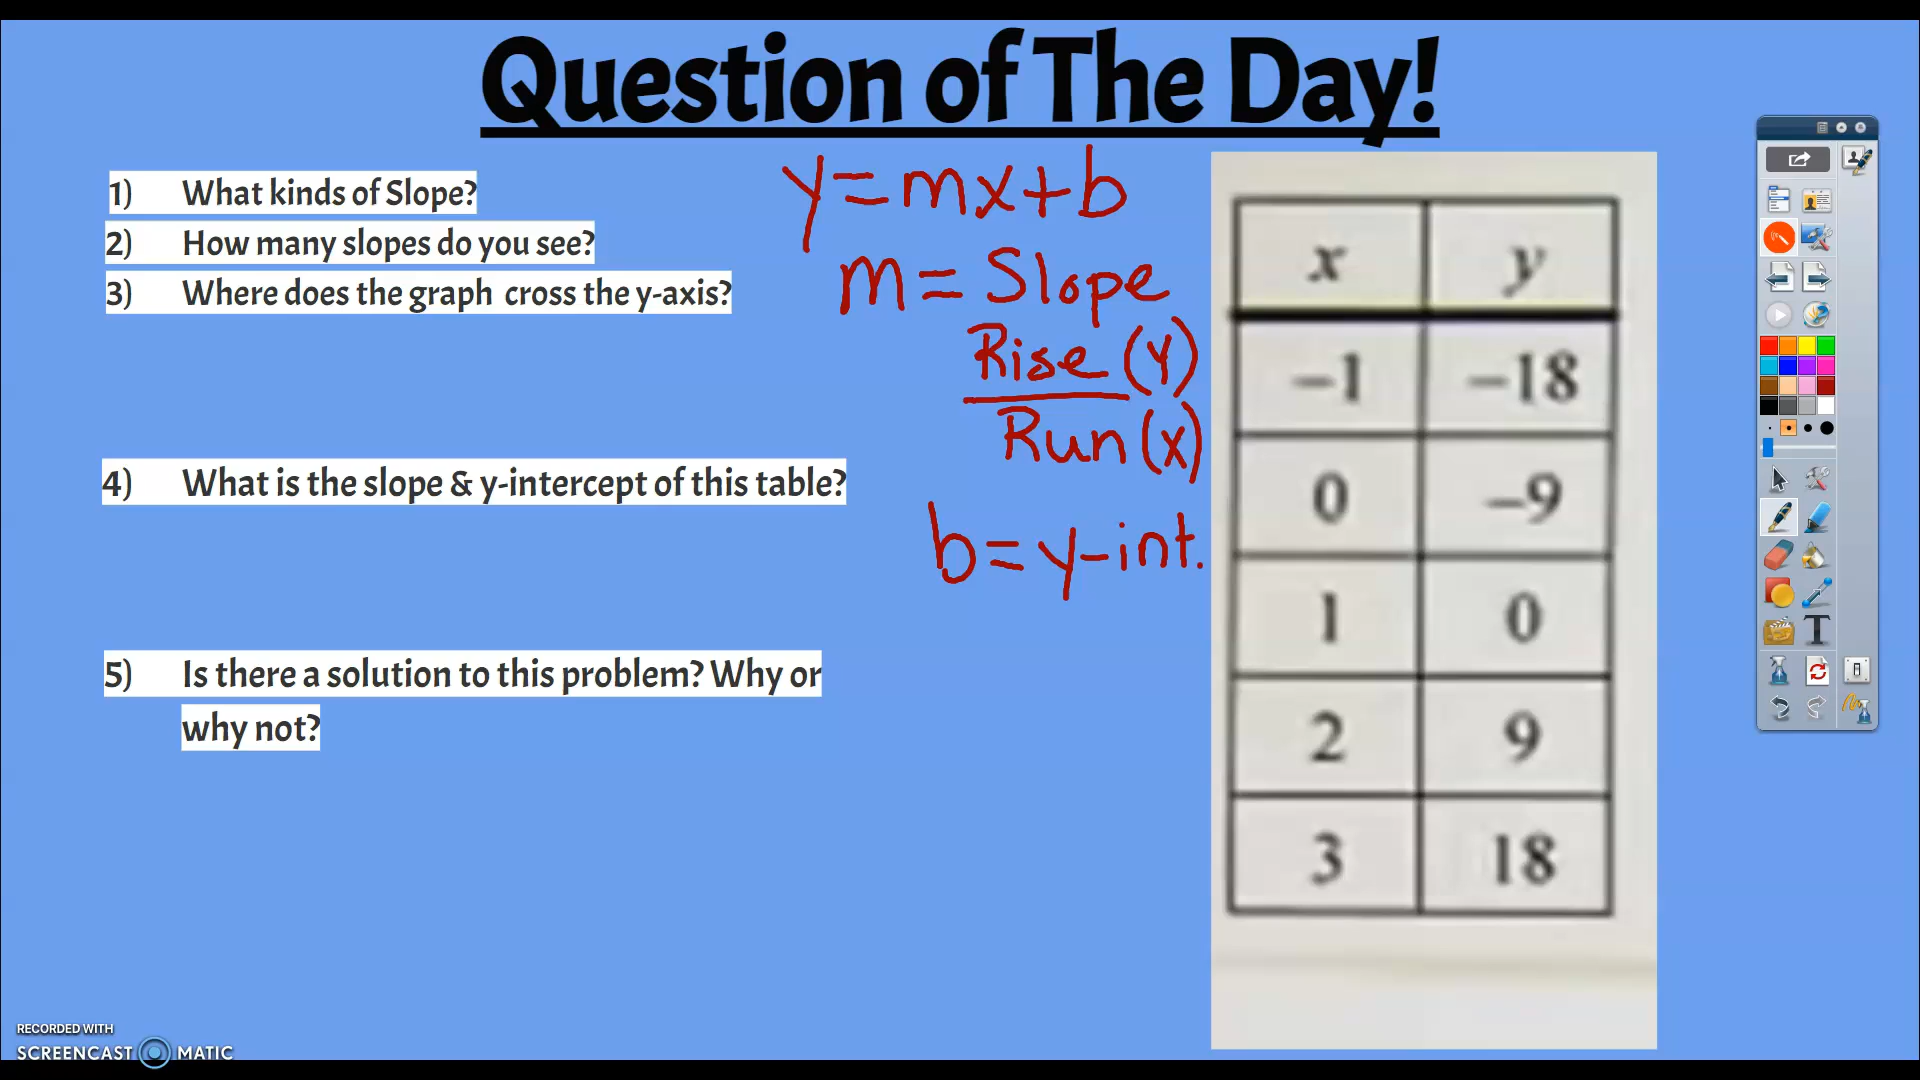 Question of The Day!
1) What kinds of Slope?
2) How many slopes do you see?
3) Where does the graph cross the y-axis?
4) What is the slope & y-intercept of this table?
5) Is there a solution to this problem? Why or
why not?
y=mx+b
m = Slope
Rise (y)
Run (x)
b = y-int.
x y
-1 -18
0 -9
1 0
2 9
3 18
T
RECORDED WITH
SCREENCAST MATIC